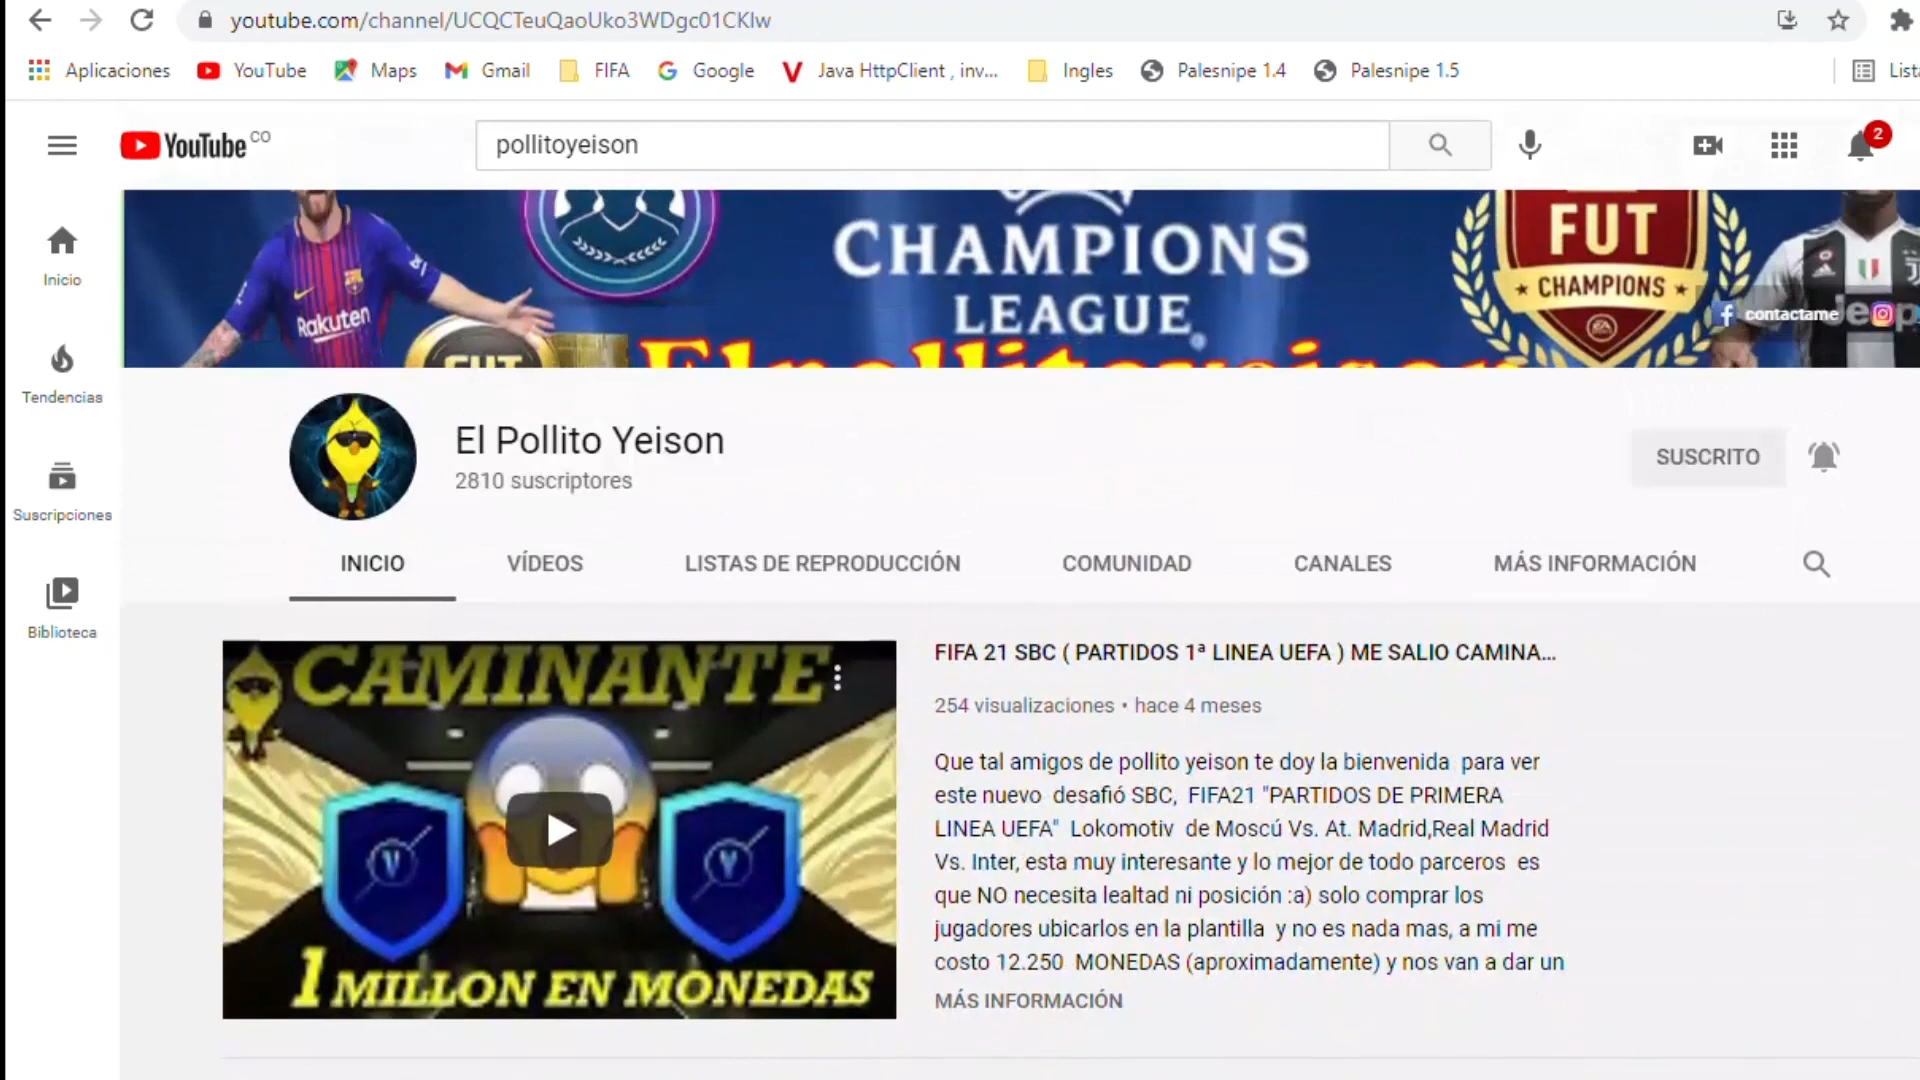 youtube.com/channel/UCQCTeuQaoUko3WDgc01CKlw
Aplicaciones YouTube Maps Gmail FIFA Google Java HttpClient , inv... Ingles Palesnipe 1.4 Palesnipe 1.5 Lista
YouTube CO
pollitoyeison
2
CHAMPIONS
LEAGUE
Rakuten
FUT
Elpollitoyeison
FUT
CHAMPIONS
contactame
Jeep
Inicio
Tendencias
Suscripciones
Biblioteca
El Pollito Yeison
2810 suscriptores
SUSCRITO
INICIO VÍDEOS LISTAS DE REPRODUCCIÓN COMUNIDAD CANALES MÁS INFORMACIÓN
CAMINANTE
1 MILLON EN MONEDAS
FIFA 21 SBC ( PARTIDOS 1ª LINEA UEFA ) ME SALIO CAMINA...
254 visualizaciones • hace 4 meses
Que tal amigos de pollito yeison te doy la bienvenida para ver
este nuevo desafió SBC, FIFA21 "PARTIDOS DE PRIMERA
LINEA UEFA" Lokomotiv de Moscú Vs. At. Madrid,Real Madrid
Vs. Inter, esta muy interesante y lo mejor de todo parceros es
que NO necesita lealtad ni posición :a) solo comprar los
jugadores ubicarlos en la plantilla y no es nada mas, a mi me
costo 12.250 MONEDAS (aproximadamente) y nos van a dar un
MÁS INFORMACIÓN